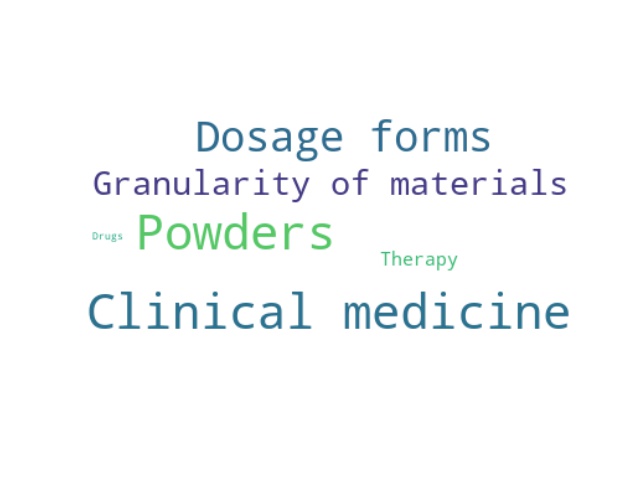 Dosage forms
Granularity of materials
Drugs Powders
Therapy
Clinical medicine